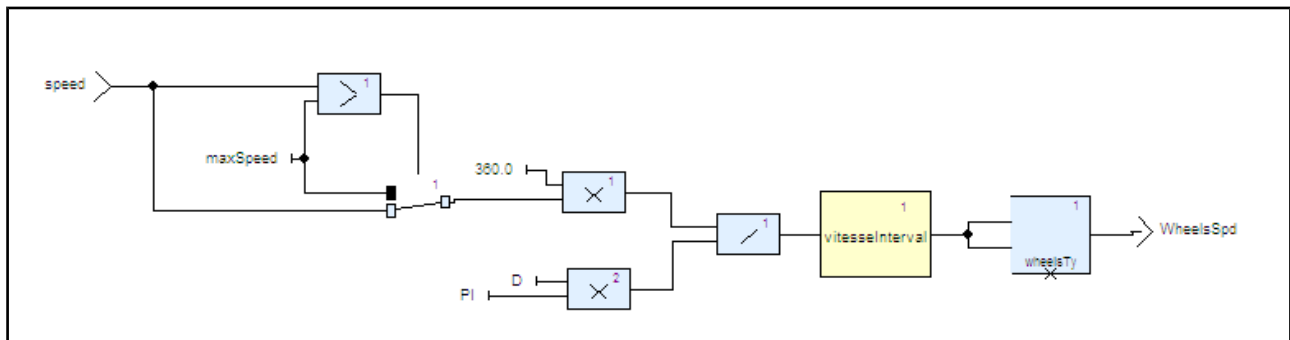 speed
1
>
maxSpeed
1
360.0
1
×
1
/
D
PI
2
×
1
vitesseInterval
1
wheelsTy
WheelsSpd